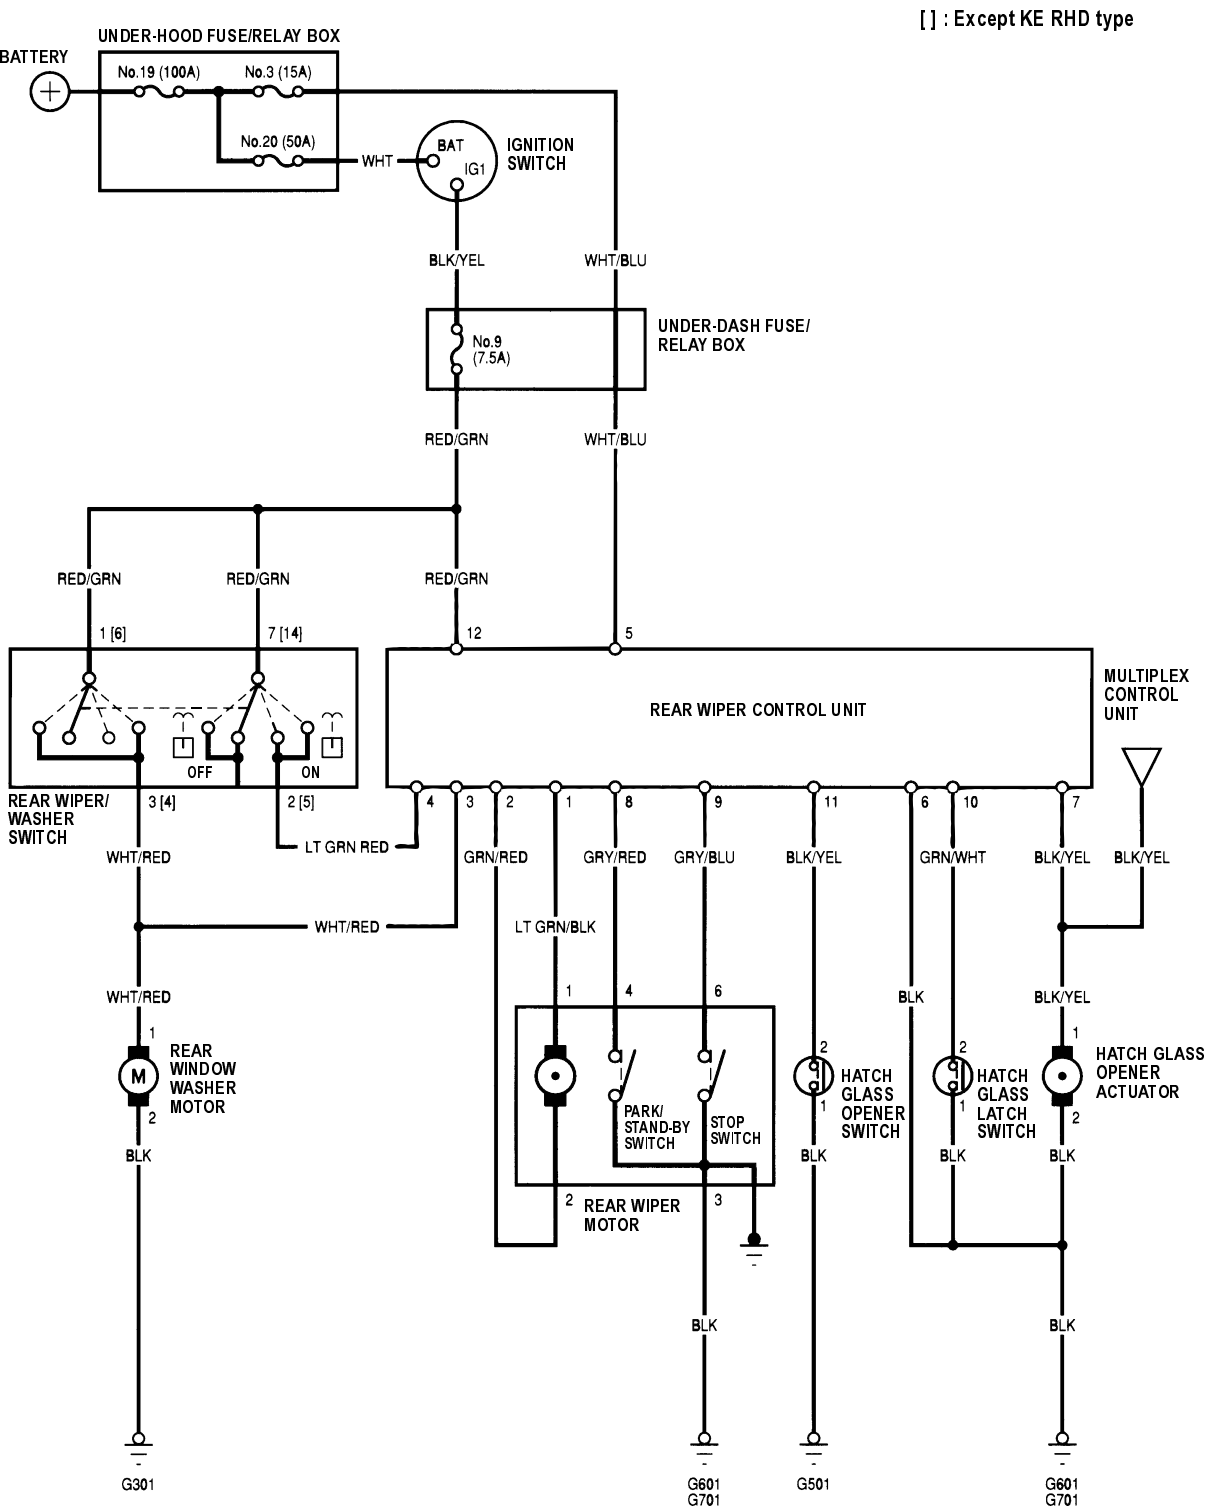 [ ] : Except KE RHD type
UNDER-HOOD FUSE/RELAY BOX
BATTERY
No.19 (100A)
No.3 (15A)
No.20 (50A)
WHT
BAT
IG1
IGNITION
SWITCH
BLK/YEL
WHT/BLU
No.9
(7.5A)
UNDER-DASH FUSE/
RELAY BOX
RED/GRN
WHT/BLU
RED/GRN
RED/GRN
RED/GRN
1 [6]
7 [14]
12
5
REAR WIPER CONTROL UNIT
MULTIPLEX
CONTROL
UNIT
OFF
ON
REAR WIPER/
WASHER
SWITCH
3 [4]
2 [5]
4
3
2
1
8
9
11
6
10
7
LT GRN RED
WHT/RED
GRN/RED
GRY/RED
GRY/BLU
BLK/YEL
GRN/WHT
BLK/YEL
BLK/YEL
WHT/RED
LT GRN/BLK
WHT/RED
BLK
BLK/YEL
1
4
6
1
M
2
REAR
WINDOW
WASHER
MOTOR
PARK/
STAND-BY
SWITCH
STOP
SWITCH
2
1
HATCH
GLASS
OPENER
SWITCH
2
1
HATCH
GLASS
LATCH
SWITCH
1
2
HATCH GLASS
OPENER
ACTUATOR
BLK
BLK
BLK
BLK
2
REAR WIPER
MOTOR
3
BLK
BLK
G301
G601
G701
G501
G601
G701